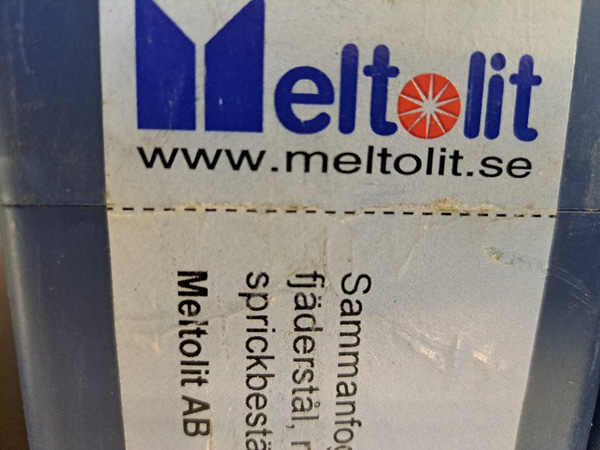 Meltolit
www.meltolit.se
Sammanfog
fjäderstål, r
sprickbestä
Meltolit AB